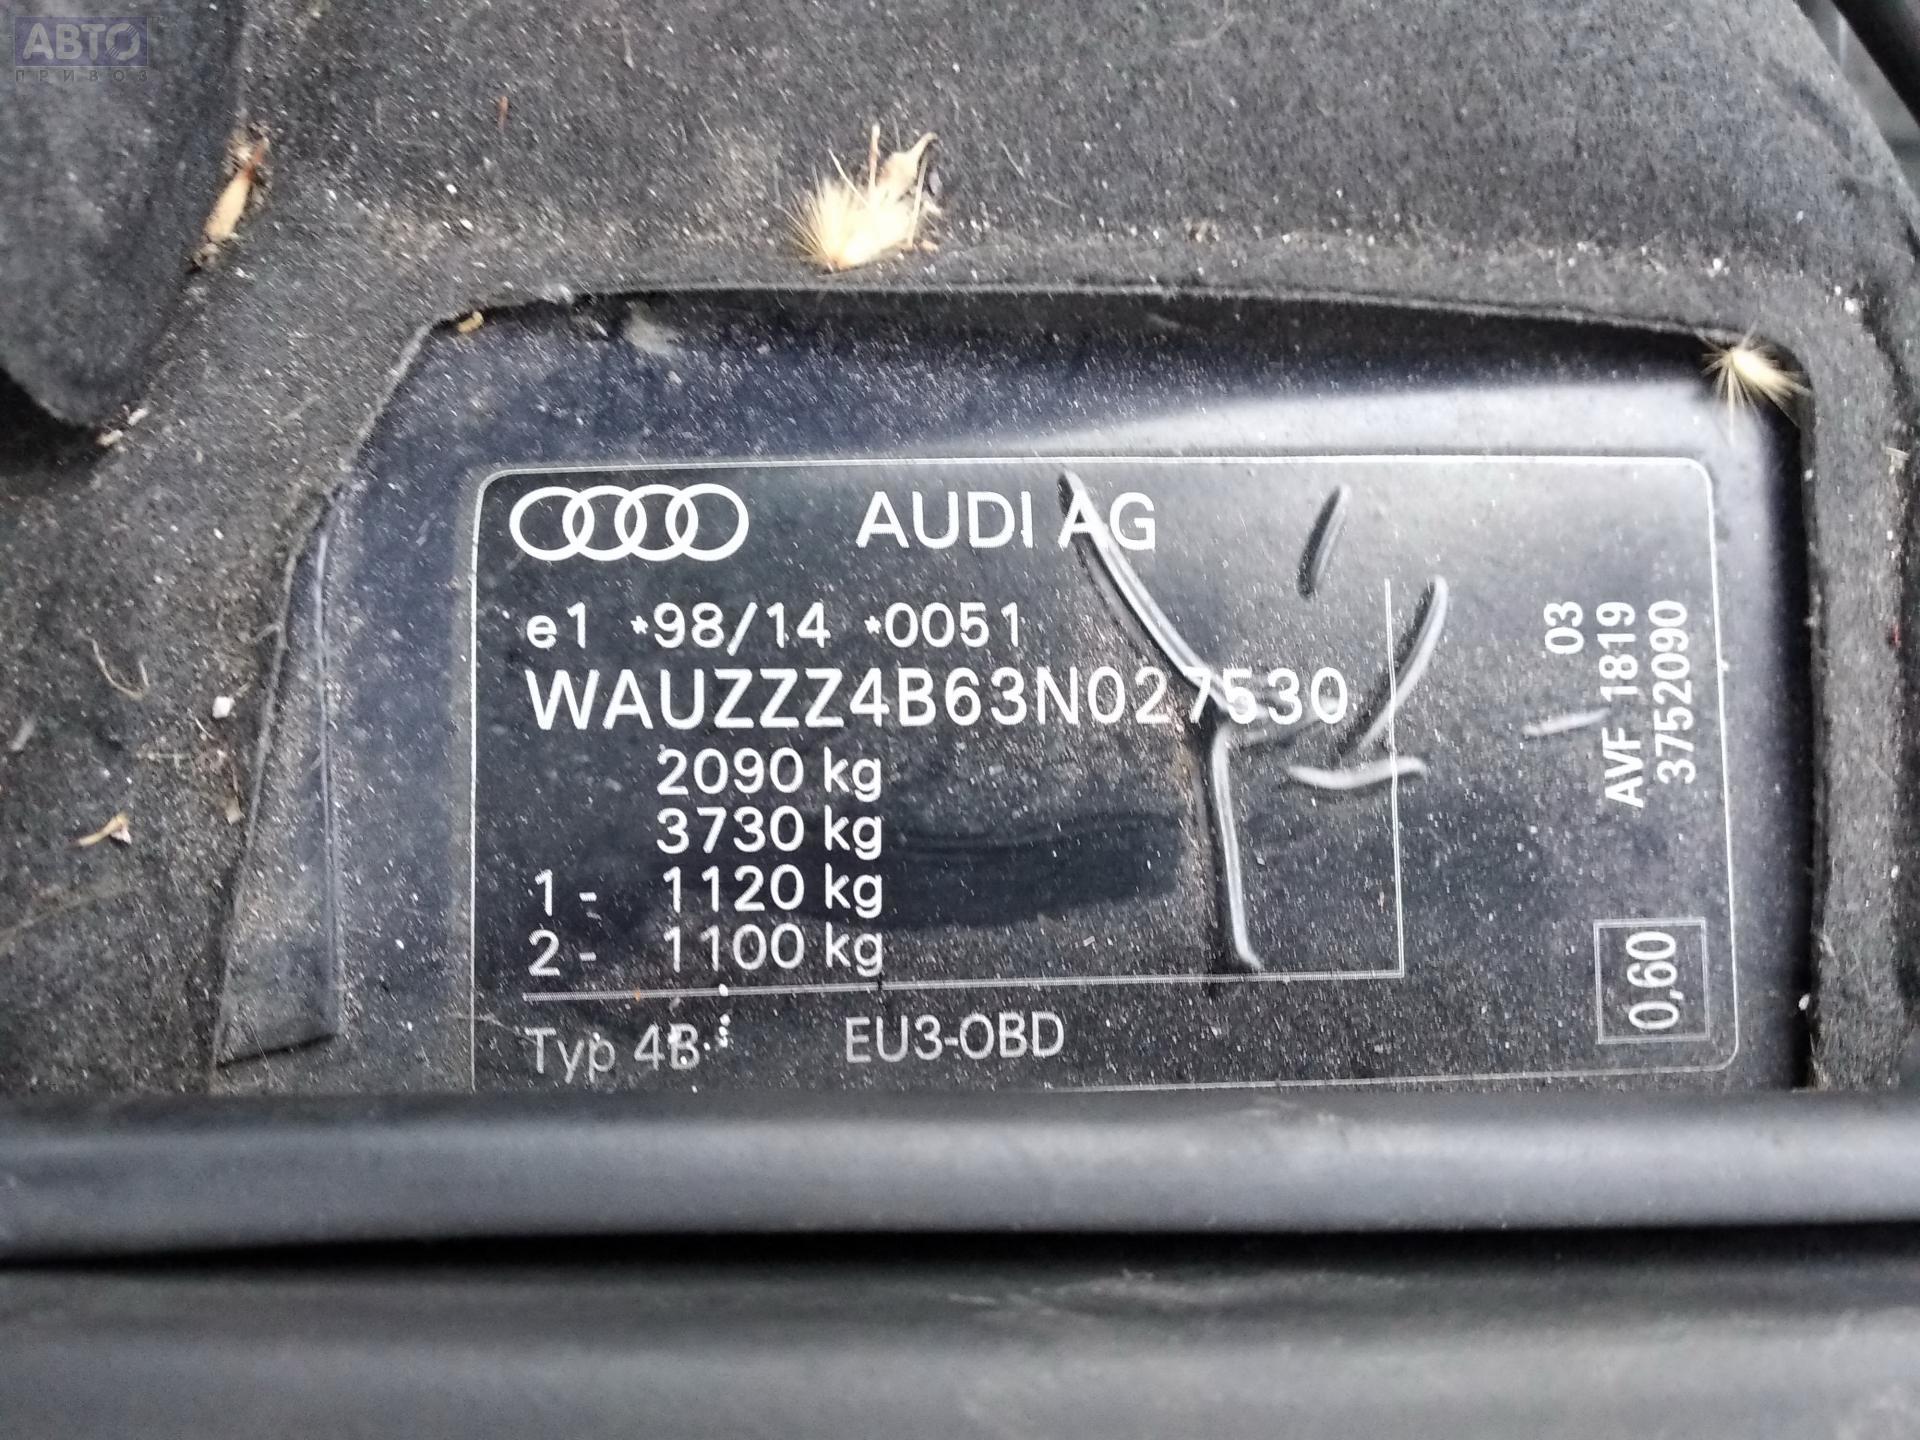 АВТО
ПРИВОЗ
AUDI AG
e1 *98/14 *0051
WAUZZZ4B63N027530
2090 kg
3730 kg
1 - 1120 kg
2 - 1100 kg
Typ 4B EU3-OBD
03
AVF 1819
3752090
0,60